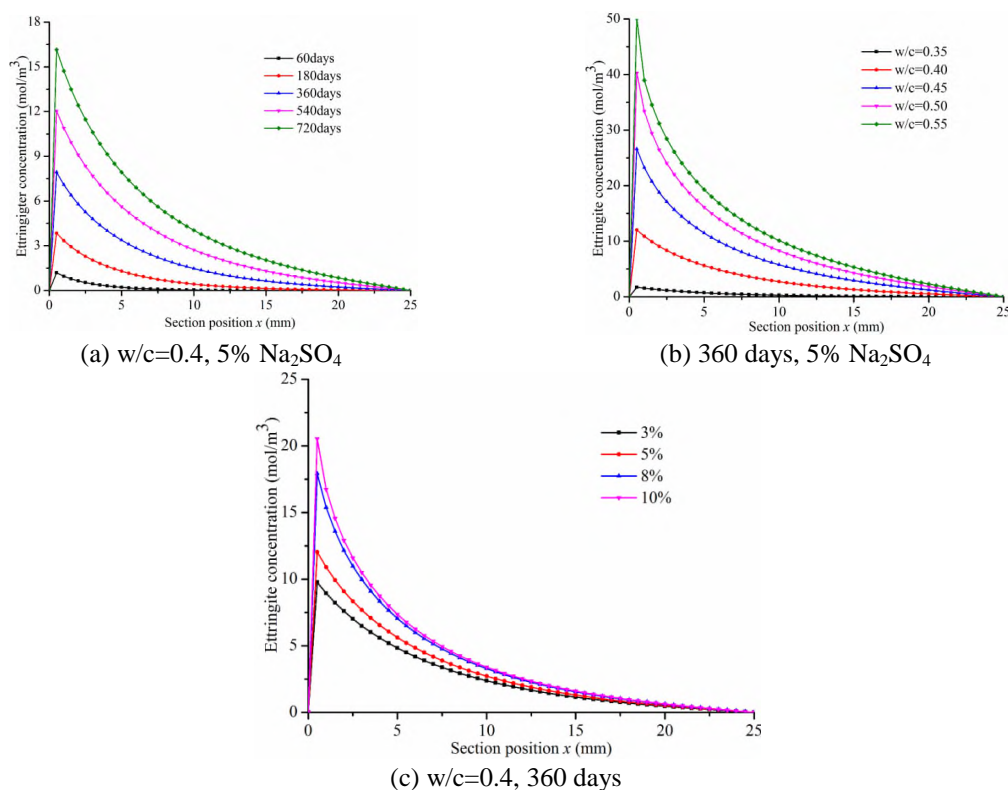 18
15
12
9
6
3
0
Ettringigter concentration (mol/m³)
60days
180days
360days
540days
720days
0 5 10 15 20 25
Section position x (mm)
(a) w/c=0.4, 5% Na₂SO₄
50
40
30
20
10
0
Ettringite concentration (mol/m³)
w/c=0.35
w/c=0.40
w/c=0.45
w/c=0.50
w/c=0.55
0 5 10 15 20 25
Section position x (mm)
(b) 360 days, 5% Na₂SO₄
25
20
15
10
5
0
Ettringite concentration (mol/m³)
3%
5%
8%
10%
0 5 10 15 20 25
Section position x (mm)
(c) w/c=0.4, 360 days